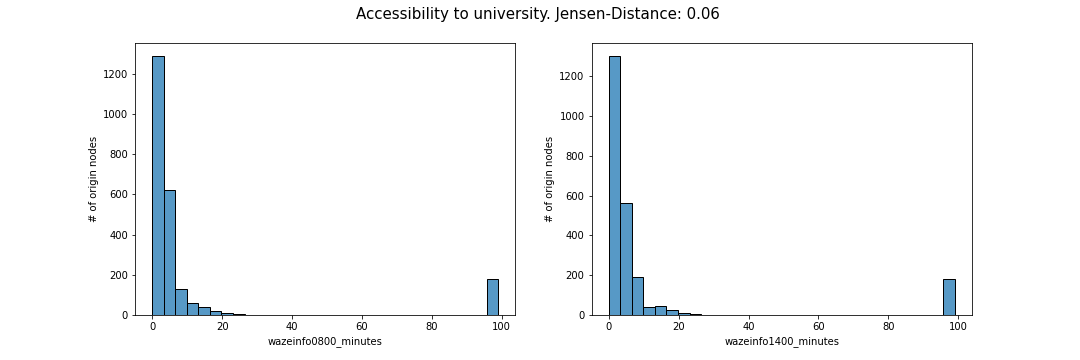 Accessibility to university. Jensen-Distance: 0.06
# of origin nodes
1200
1000
800
600
400
200
0
0 20 40 60 80 100
wazeinfo0800_minutes
# of origin nodes
1200
1000
800
600
400
200
0
0 20 40 60 80 100
wazeinfo1400_minutes